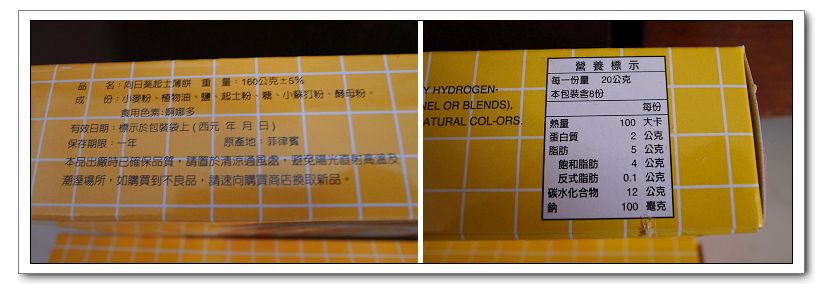 品 名：向日葵起士薄餅 重 量：160公克±5%
成 份：小麥粉、植物油、鹽、起士粉、糖、小蘇打粉、酵母粉、
食用色素：婀娜多
有效日期：標示於包裝袋上(西元 年 月 日)
保存期限：一年 原產地：菲律賓
本品出廠時已確保品質，請置於清涼通風處，避免陽光直射高溫及
潮溼場所，如購買到不良品，請速向購買商店換取新品。
Y HYDROGEN-
NEL OR BLENDS),
ATURAL COL-ORS.
營養標示
每一份量 20公克
本包裝含8份
每份
熱量 100 大卡
蛋白質 2 公克
脂肪 5 公克
飽和脂肪 4 公克
反式脂肪 0.1 公克
碳水化合物 12 公克
鈉 100 毫克